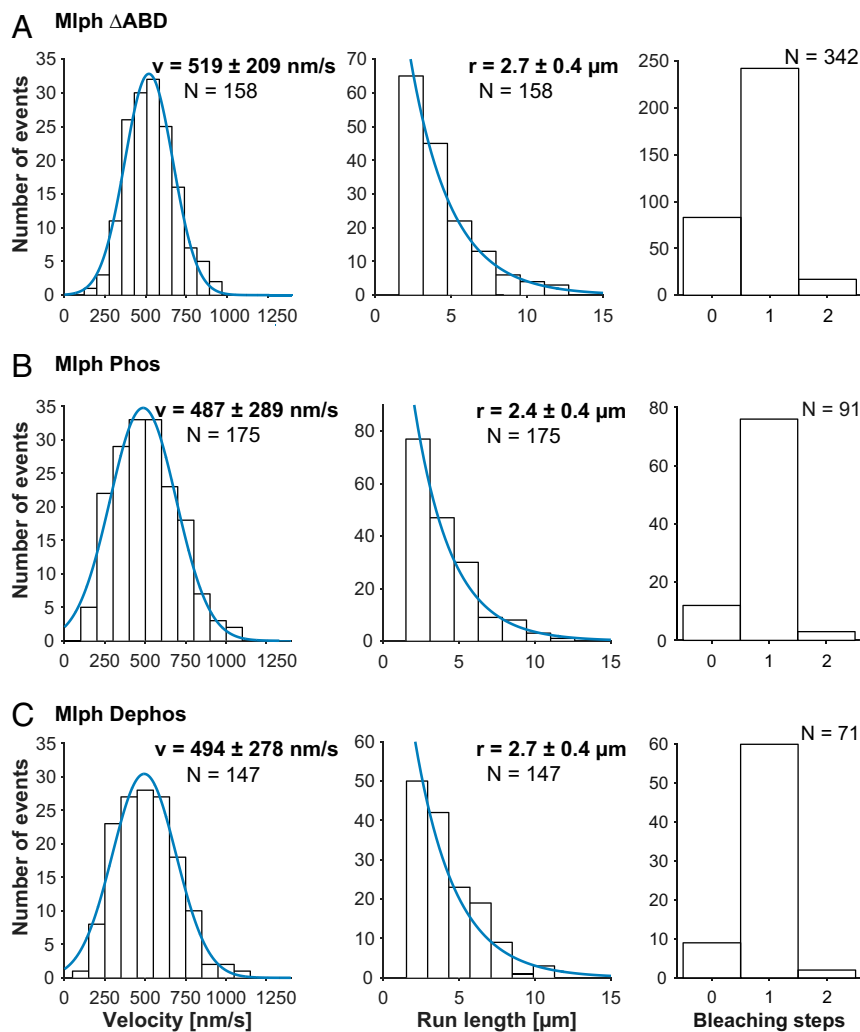 A Mlph ΔABD
v = 519 ± 209 nm/s
N = 158
Number of events
35
30
25
20
15
10
5
0
0 250 500 750 1000 1250
r = 2.7 ± 0.4 µm
N = 158
70
60
50
40
30
20
10
0
0 5 10 15
N = 342
250
200
150
100
50
0
0 1 2
B Mlph Phos
v = 487 ± 289 nm/s
N = 175
Number of events
35
30
25
20
15
10
5
0
0 250 500 750 1000 1250
r = 2.4 ± 0.4 µm
N = 175
80
60
40
20
0
0 5 10 15
N = 91
80
60
40
20
0
0 1 2
C Mlph Dephos
v = 494 ± 278 nm/s
N = 147
Number of events
35
30
25
20
15
10
5
0
0 250 500 750 1000 1250
Velocity [nm/s]
r = 2.7 ± 0.4 µm
N = 147
60
50
40
30
20
10
0
0 5 10 15
Run length [µm]
N = 71
60
50
40
30
20
10
0
0 1 2
Bleaching steps